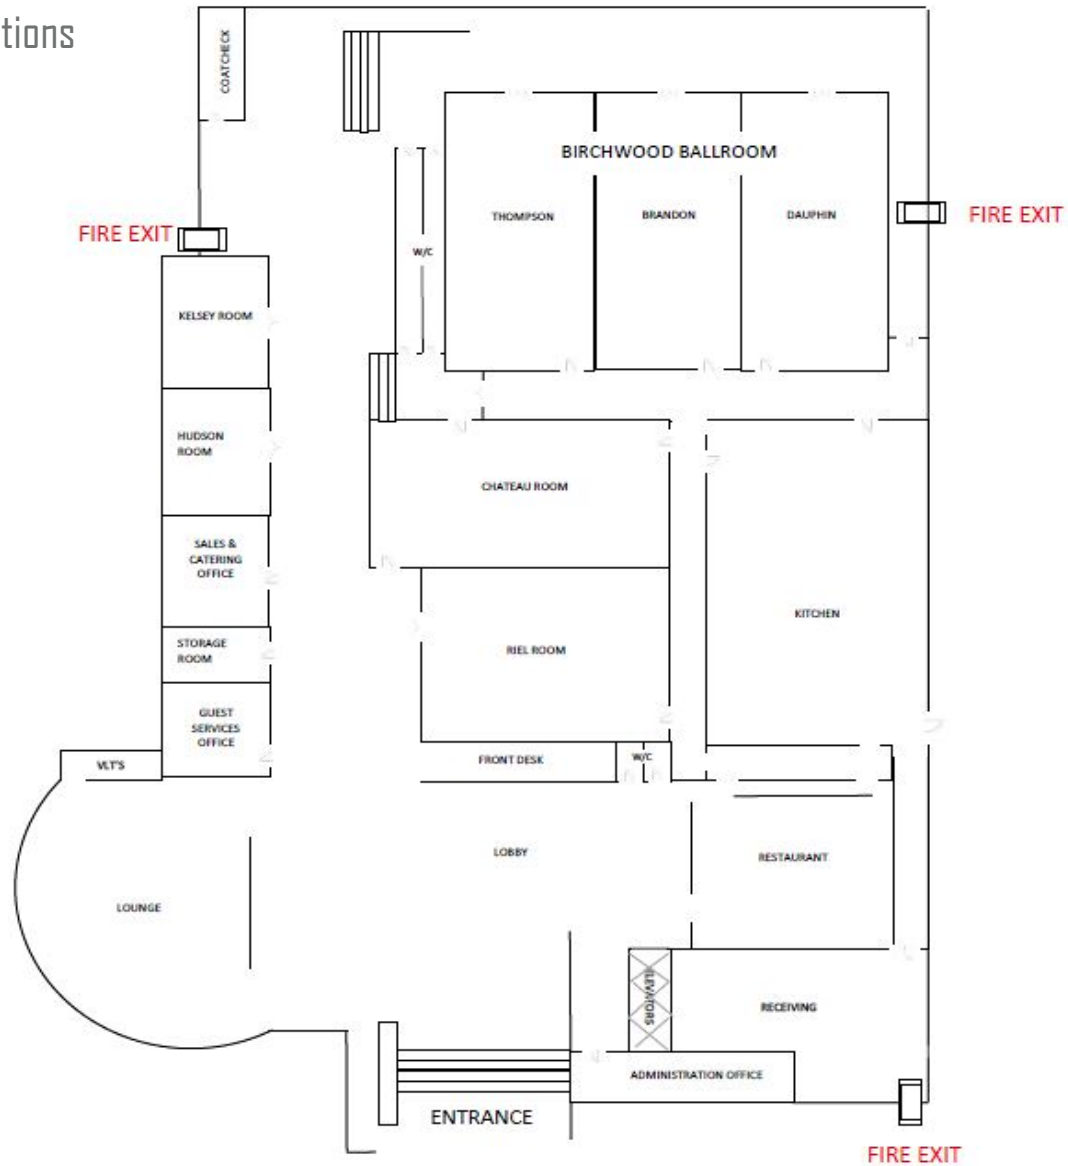 tions
COATCHECK
BIRCHWOOD BALLROOM
THOMPSON
BRANDON
DAUPHIN
FIRE EXIT
FIRE EXIT
W/C
KELSEY ROOM
HUDSON
ROOM
CHATEAU ROOM
SALES &
CATERING
OFFICE
KITCHEN
STORAGE
ROOM
RIEL ROOM
GUEST
SERVICES
OFFICE
VLT'S
FRONT DESK
W/C
LOBBY
RESTAURANT
LOUNGE
ELEVATORS
RECEIVING
ADMINISTRATION OFFICE
ENTRANCE
FIRE EXIT